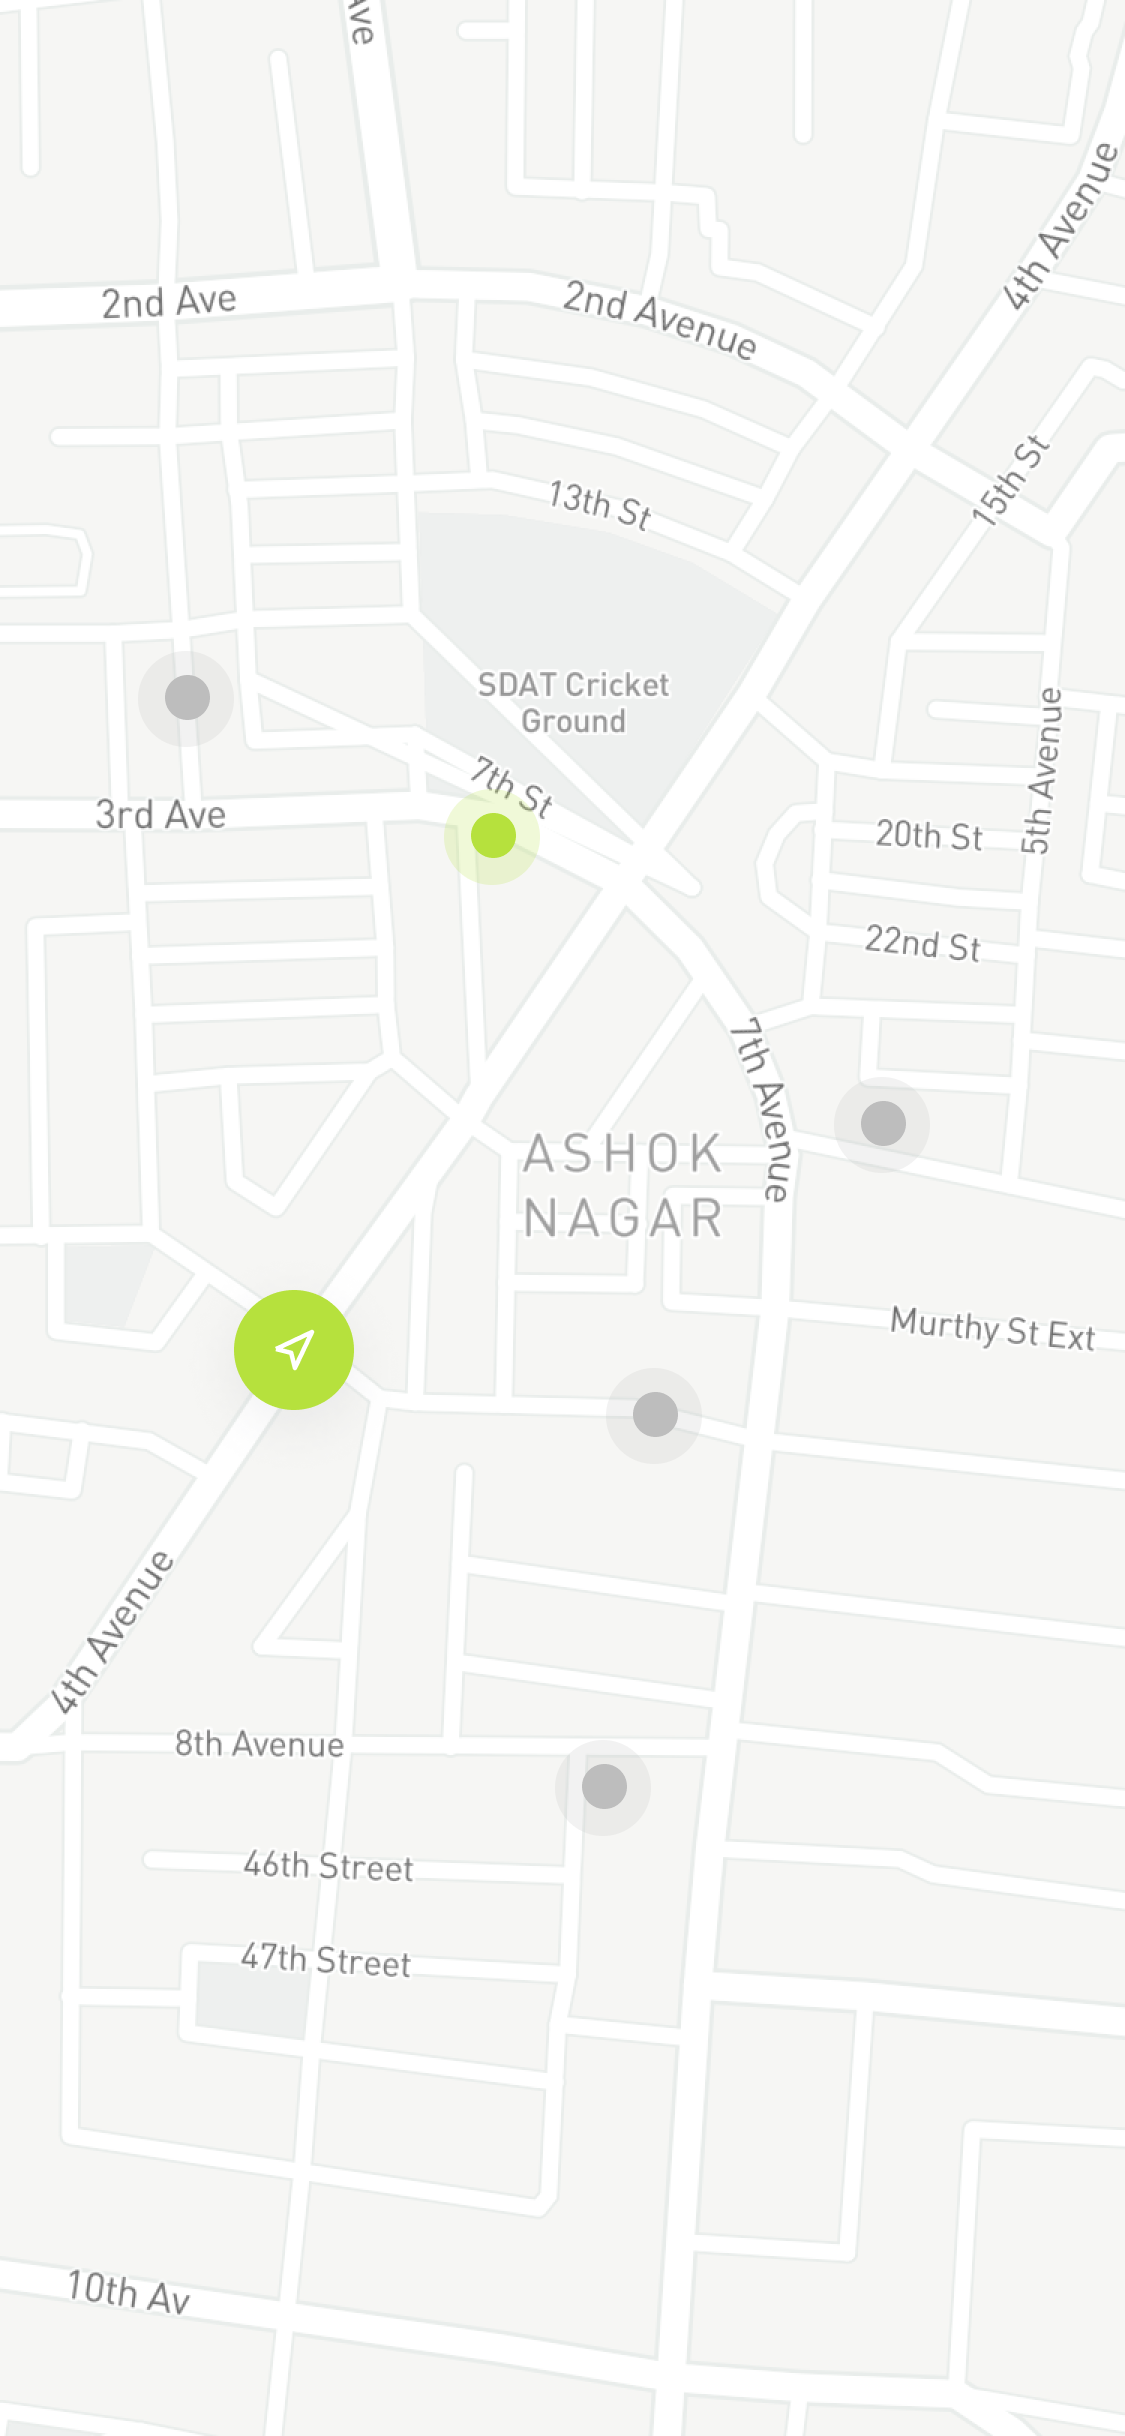 Ave
4th Avenue
2nd Ave
2nd Avenue
15th St
13th St
SDAT Cricket
Ground
5th Avenue
7th St
3rd Ave
20th St
22nd St
7th Avenue
ASHOK
NAGAR
Murthy St Ext
4th Avenue
8th Avenue
46th Street
47th Street
10th Av